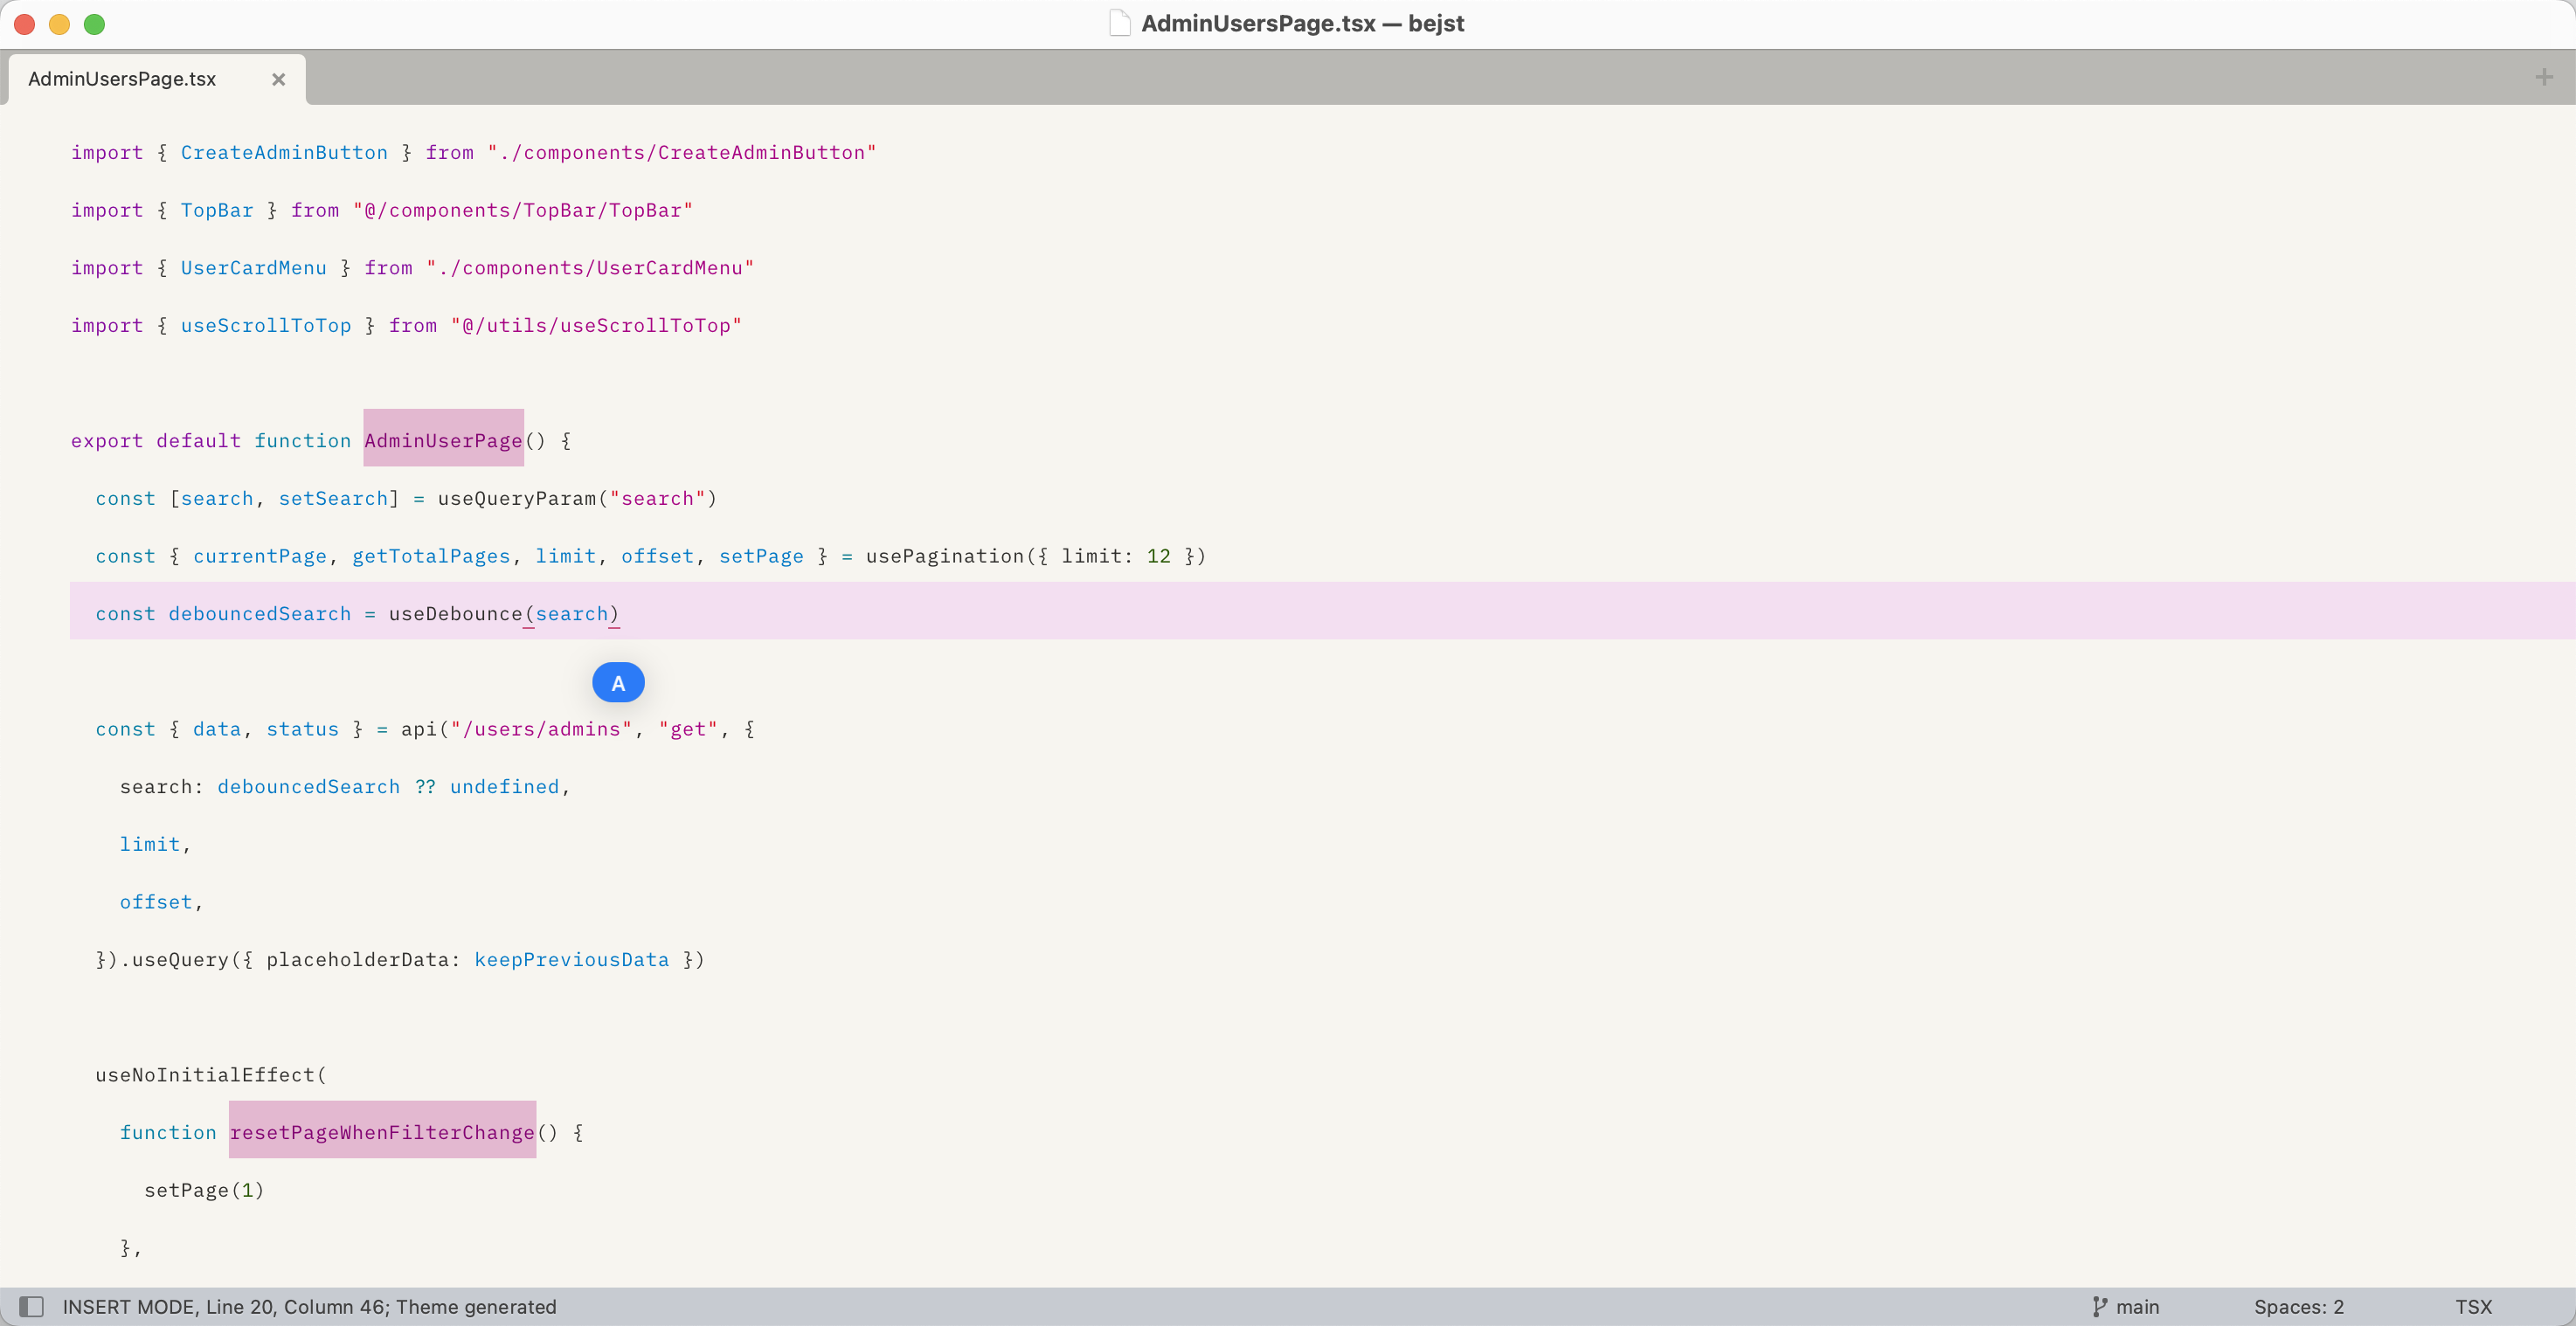 AdminUsersPage.tsx — bejst
AdminUsersPage.tsx
import { CreateAdminButton } from "./components/CreateAdminButton"
import { TopBar } from "@/components/TopBar/TopBar"
import { UserCardMenu } from "./components/UserCardMenu"
import { useScrollToTop } from "@/utils/useScrollToTop"
export default function AdminUserPage() {
const [search, setSearch] = useQueryParam("search")
const { currentPage, getTotalPages, limit, offset, setPage } = usePagination({ limit: 12 })
const debouncedSearch = useDebounce(search)
A
const { data, status } = api("/users/admins", "get", {
search: debouncedSearch ?? undefined,
limit,
offset,
}).useQuery({ placeholderData: keepPreviousData })
useNoInitialEffect(
function resetPageWhenFilterChange() {
setPage(1)
},
INSERT MODE, Line 20, Column 46; Theme generated
main
Spaces: 2
TSX